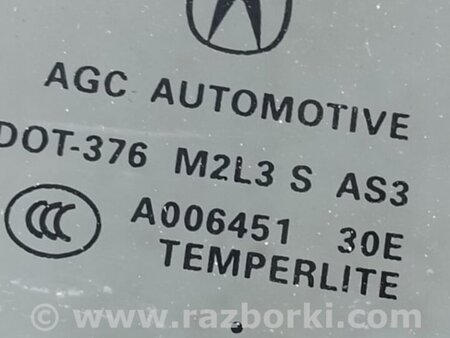 AGC AUTOMOTIVE
DOT-376 M2L3 S AS3
CCC A006451 30E
TEMPERLITE
www.razborki.com